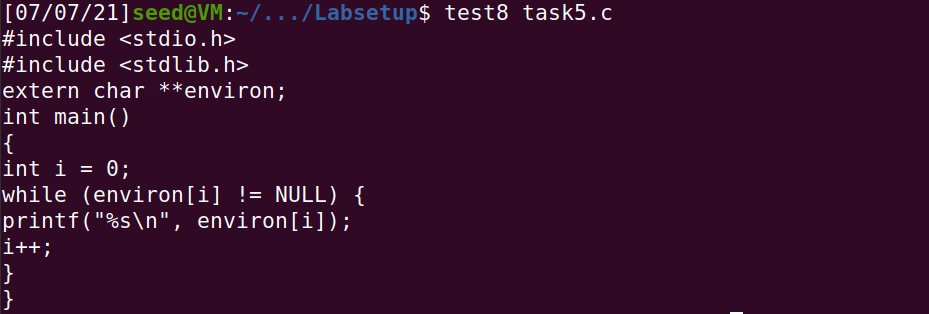 [07/07/21]seed@VM:~/.../Labsetup$ test8 task5.c
#include <stdio.h>
#include <stdlib.h>
extern char **environ;
int main()
{
int i = 0;
while (environ[i] != NULL) {
printf("%s\n", environ[i]);
i++;
}
}